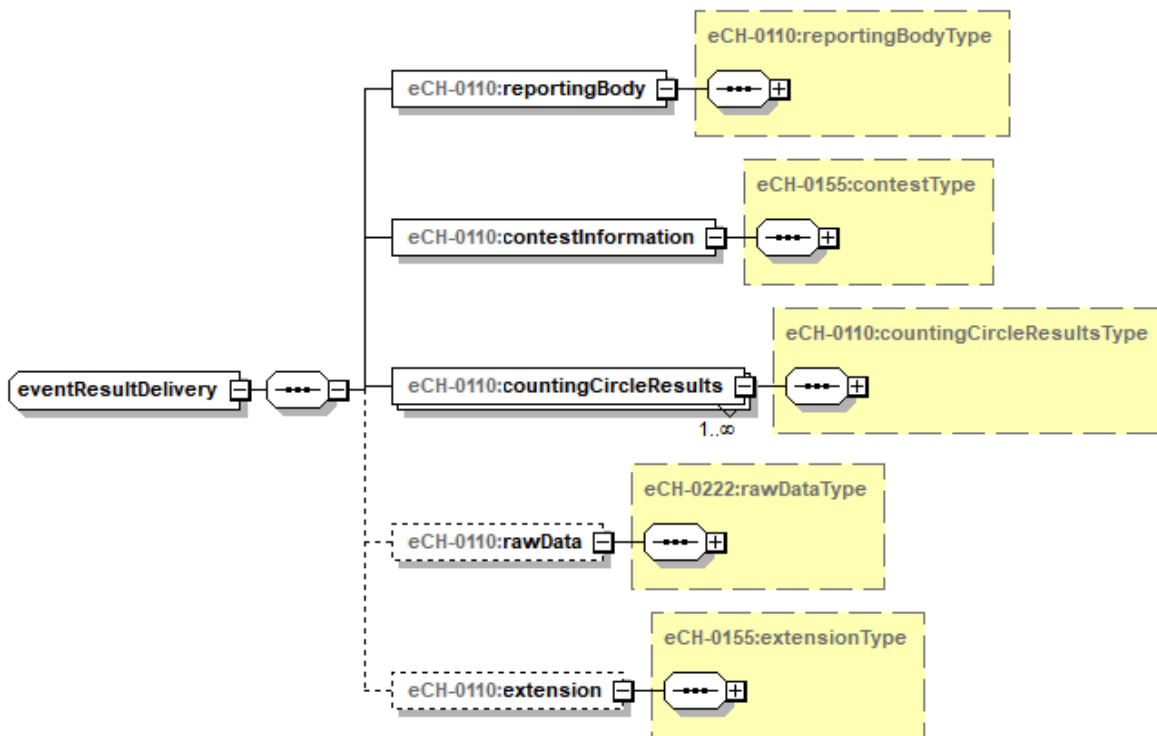 eCH-0110:reportingBodyType
eCH-0110:reportingBody
eCH-0155:contestType
eCH-0110:contestInformation
eCH-0110:countingCircleResultsType
eventResultDelivery
eCH-0110:countingCircleResults
1..∞
eCH-0222:rawDataType
eCH-0110:rawData
eCH-0155:extensionType
eCH-0110:extension